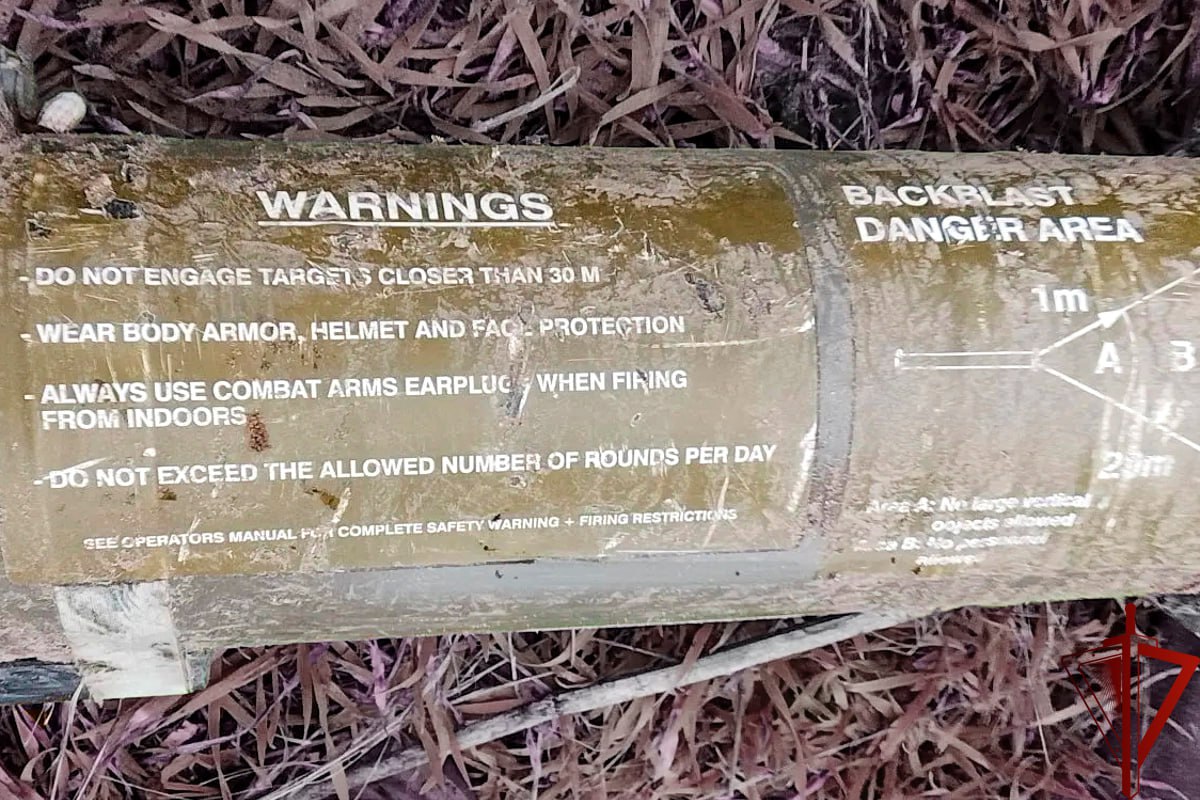 WARNINGS
- DO NOT ENGAGE TARGETS CLOSER THAN 30 M
- WEAR BODY ARMOR, HELMET AND FACE PROTECTION
- ALWAYS USE COMBAT ARMS EARPLUGS WHEN FIRING
FROM INDOORS
- DO NOT EXCEED THE ALLOWED NUMBER OF ROUNDS PER DAY
SEE OPERATORS MANUAL FOR COMPLETE SAFETY WARNING + FIRING RESTRICTIONS
BACKBLAST
DANGER AREA
1m
A B
Area A: No large vertical
objects allowed
Area B: No personnel